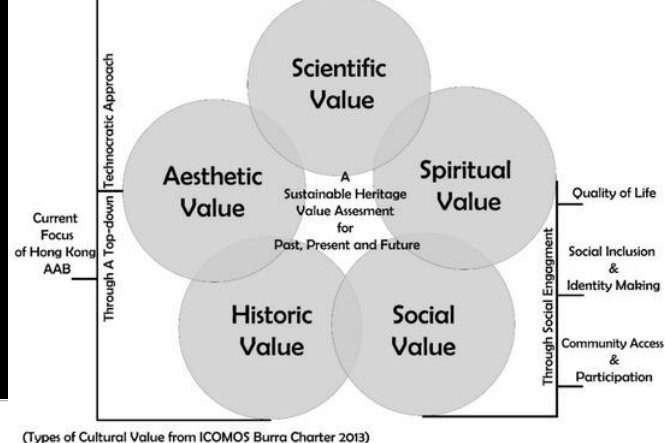 Scientific
Value
Aesthetic
Value
Spiritual
Value
A
Sustainable Heritage
Value Assesment
for
Past, Present and Future
Historic
Value
Social
Value
Current
Focus
of Hong Kong
AAB
Through A Top-down Technocratic Approach
Through Social Engagment
Quality of Life
Social Inclusion
&
Identity Making
Community Access
&
Participation
(Types of Cultural Value from ICOMOS Burra Charter 2013)